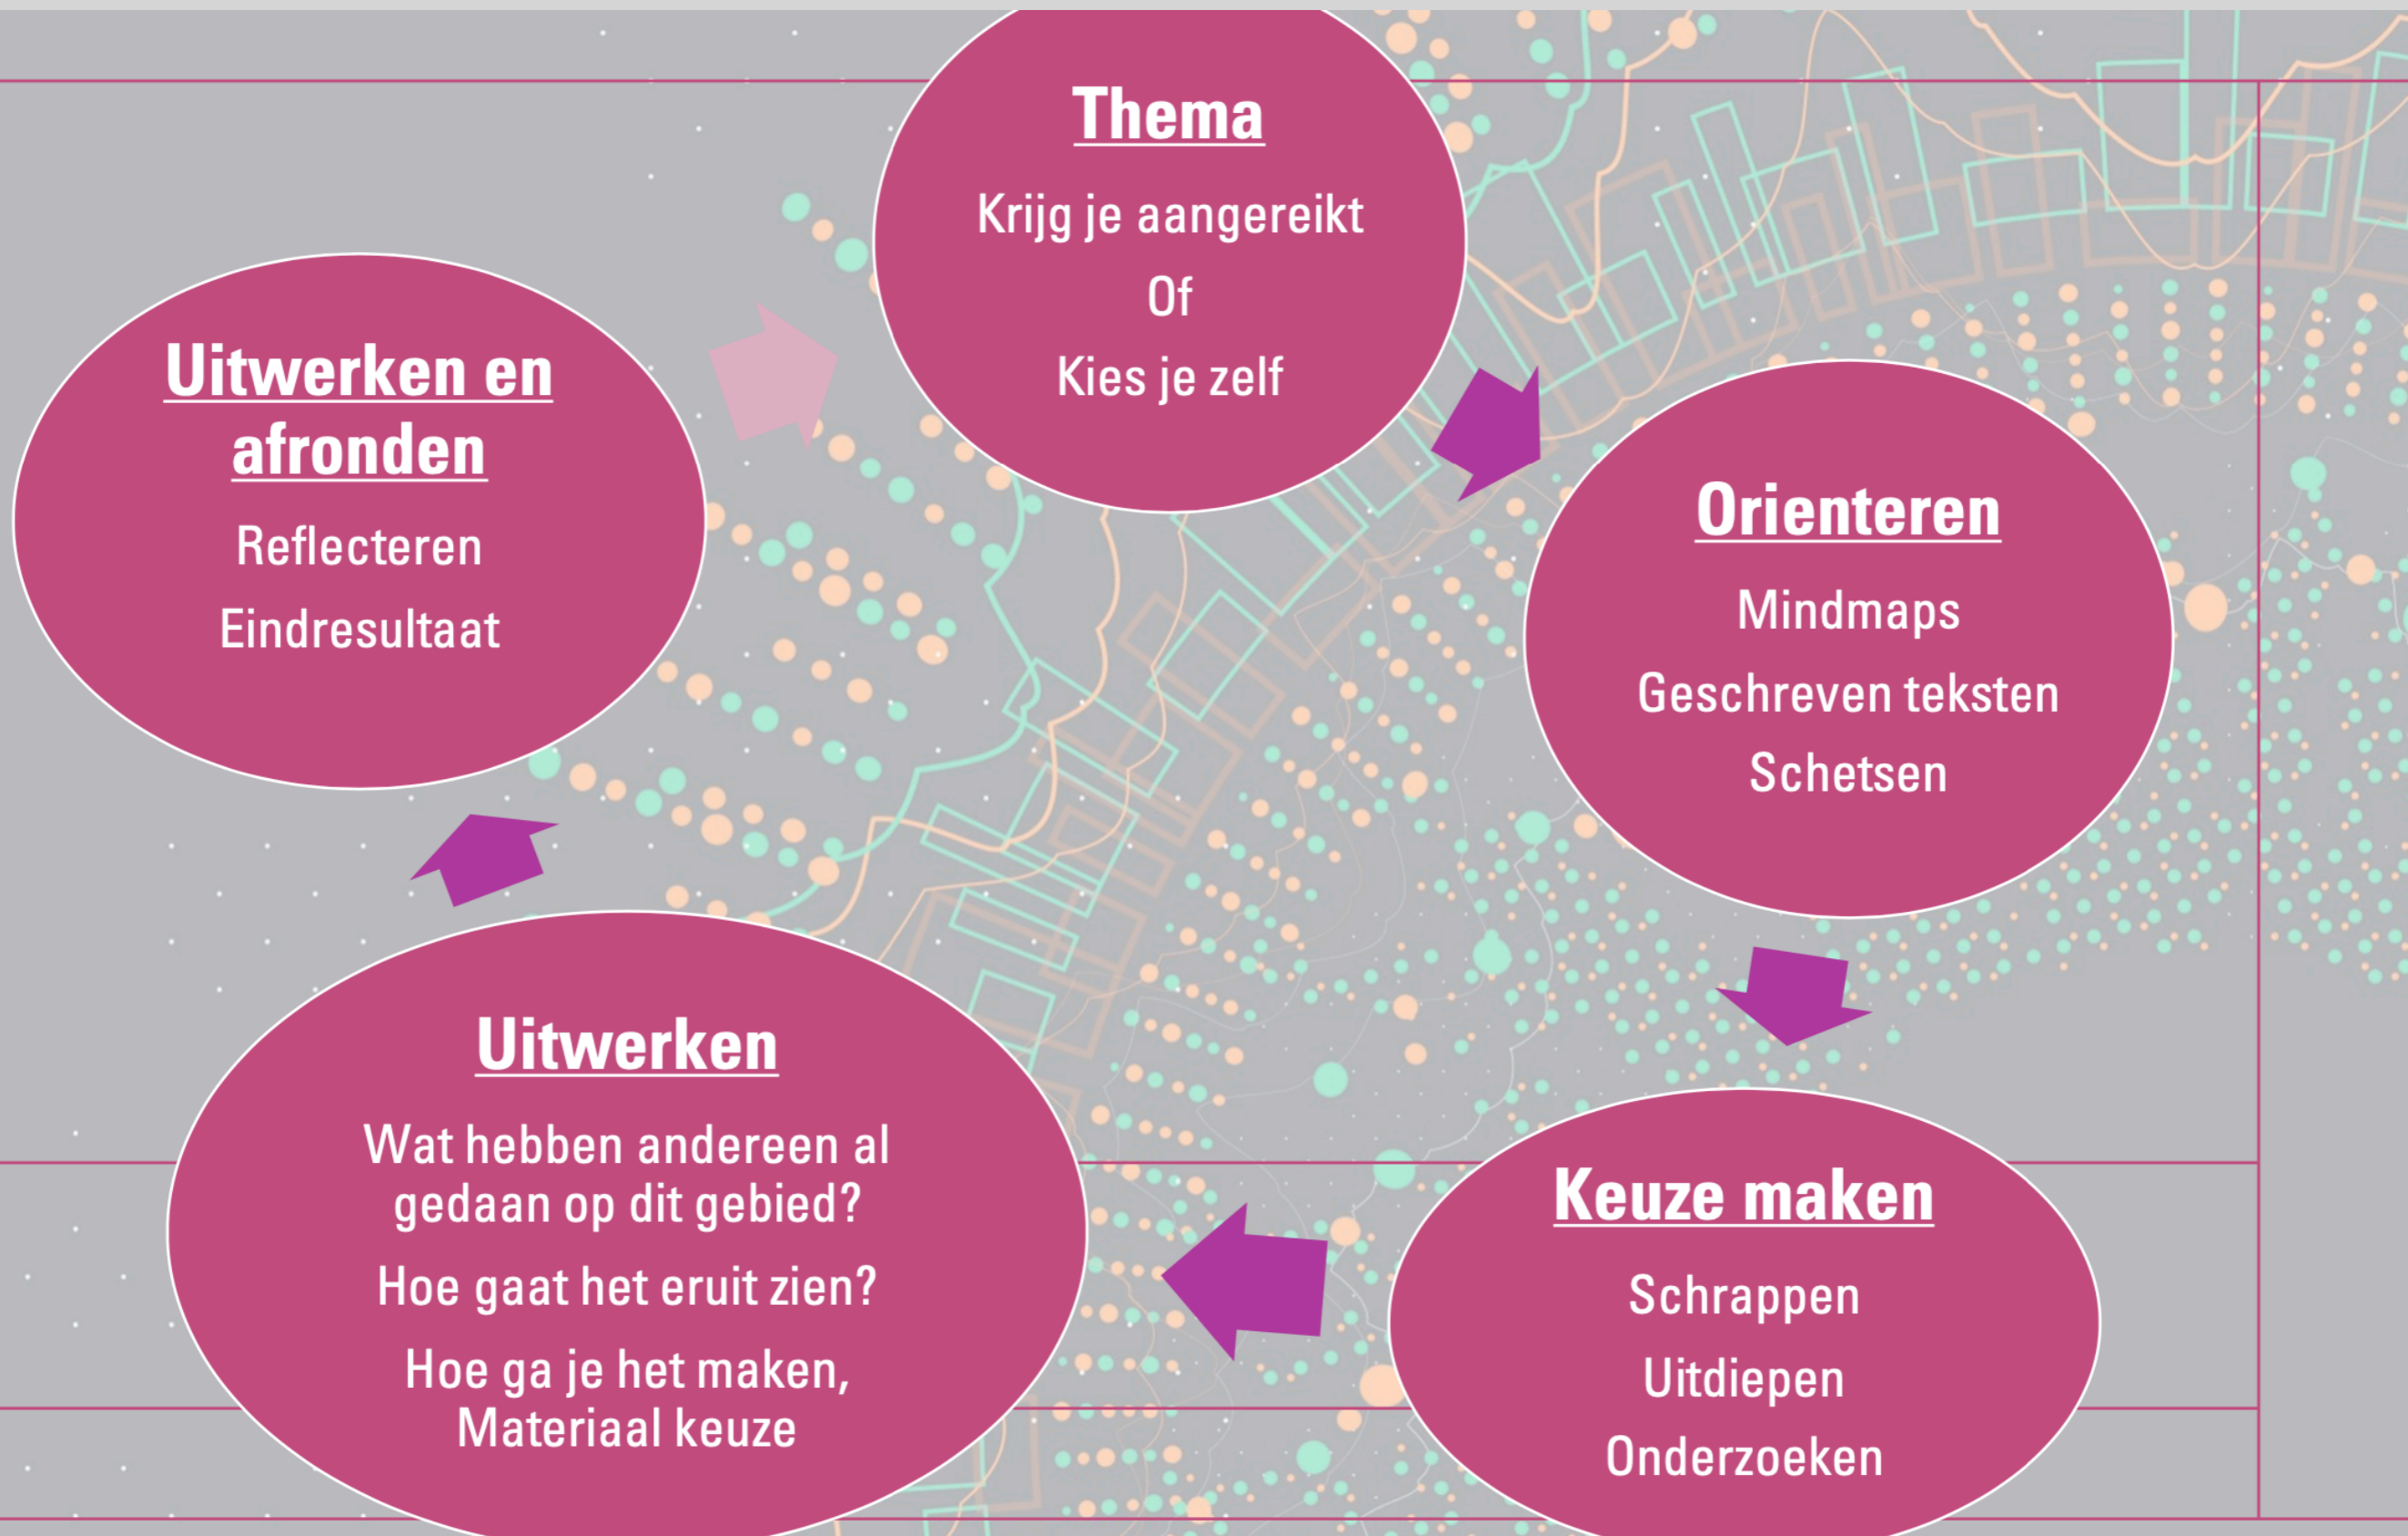 Thema
Krijg je aangereikt
Of
Kies je zelf
Orienteren
Mindmaps
Geschreven teksten
Schetsen
Keuze maken
Schrappen
Uitdiepen
Onderzoeken
Uitwerken
Wat hebben andereen al
gedaan op dit gebied?
Hoe gaat het eruit zien?
Hoe ga je het maken,
Materiaal keuze
Uitwerken en
afronden
Reflecteren
Eindresultaat